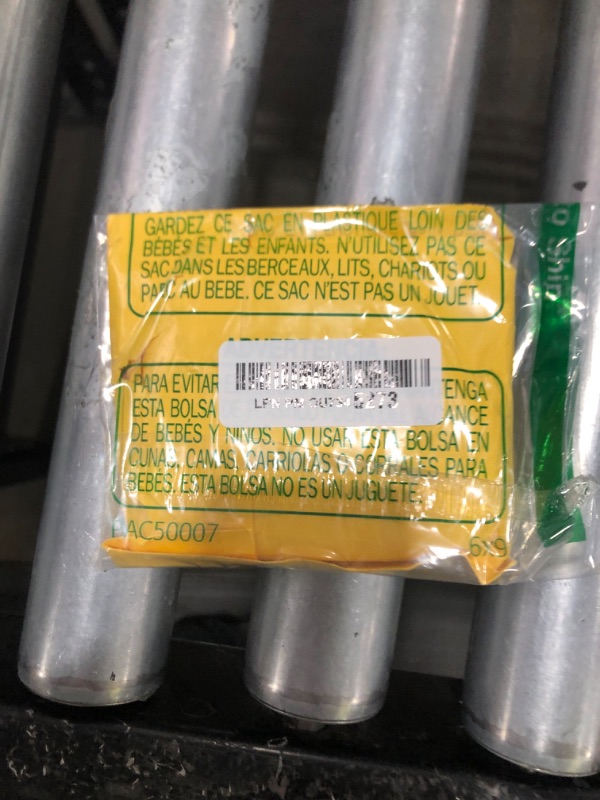 GARDEZ CE SAC EN PLASTIQUE LOIN DES
BÉBÉS ET LES ENFANTS. N'UTILISEZ PAS CE
SAC DANS LES BERCEAUX, LITS, CHARIOTS OU
PARC AU BEBE. CE SAC N'EST PAS UN JOUET
PARA EVITAR TENGA
ESTA BOLSA
DE BEBÉS Y NIÑOS. NO USAR ESTA BOLSA EN
CUNAS, CAMAS, CARRIOLAS O CORRALES PARA
BEBES. ESTA BOLSA NO ES UN JUGUETE.
5273
AC50007
6x9